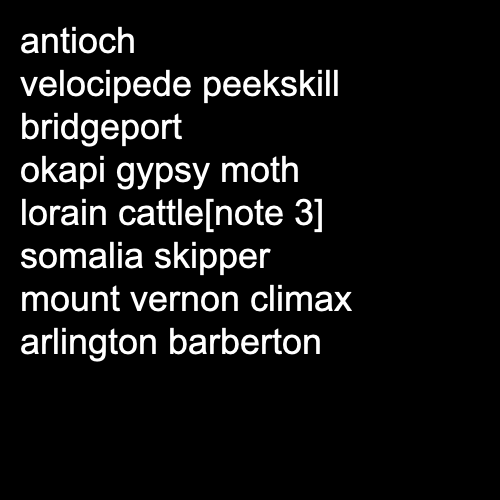 antioch
velocipede peekskill
bridgeport
okapi gypsy moth
lorain cattle[note 3]
somalia skipper
mount vernon climax
arlington barberton